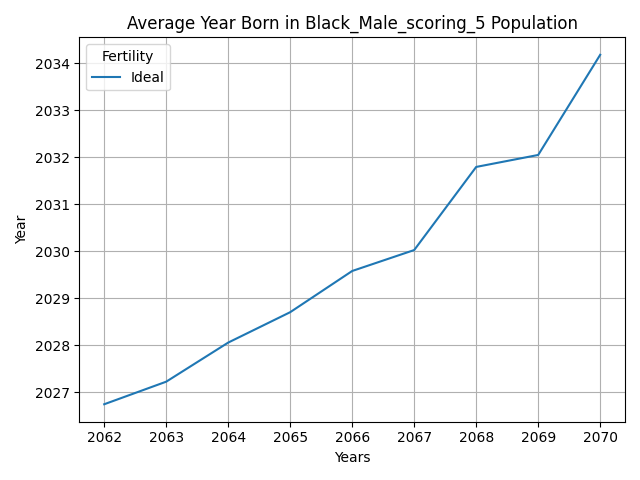 Average Year Born in Black_Male_scoring_5 Population
Fertility
Ideal
2034
2033
2032
2031
2030
2029
2028
2027
Year
2062 2063 2064 2065 2066 2067 2068 2069 2070
Years